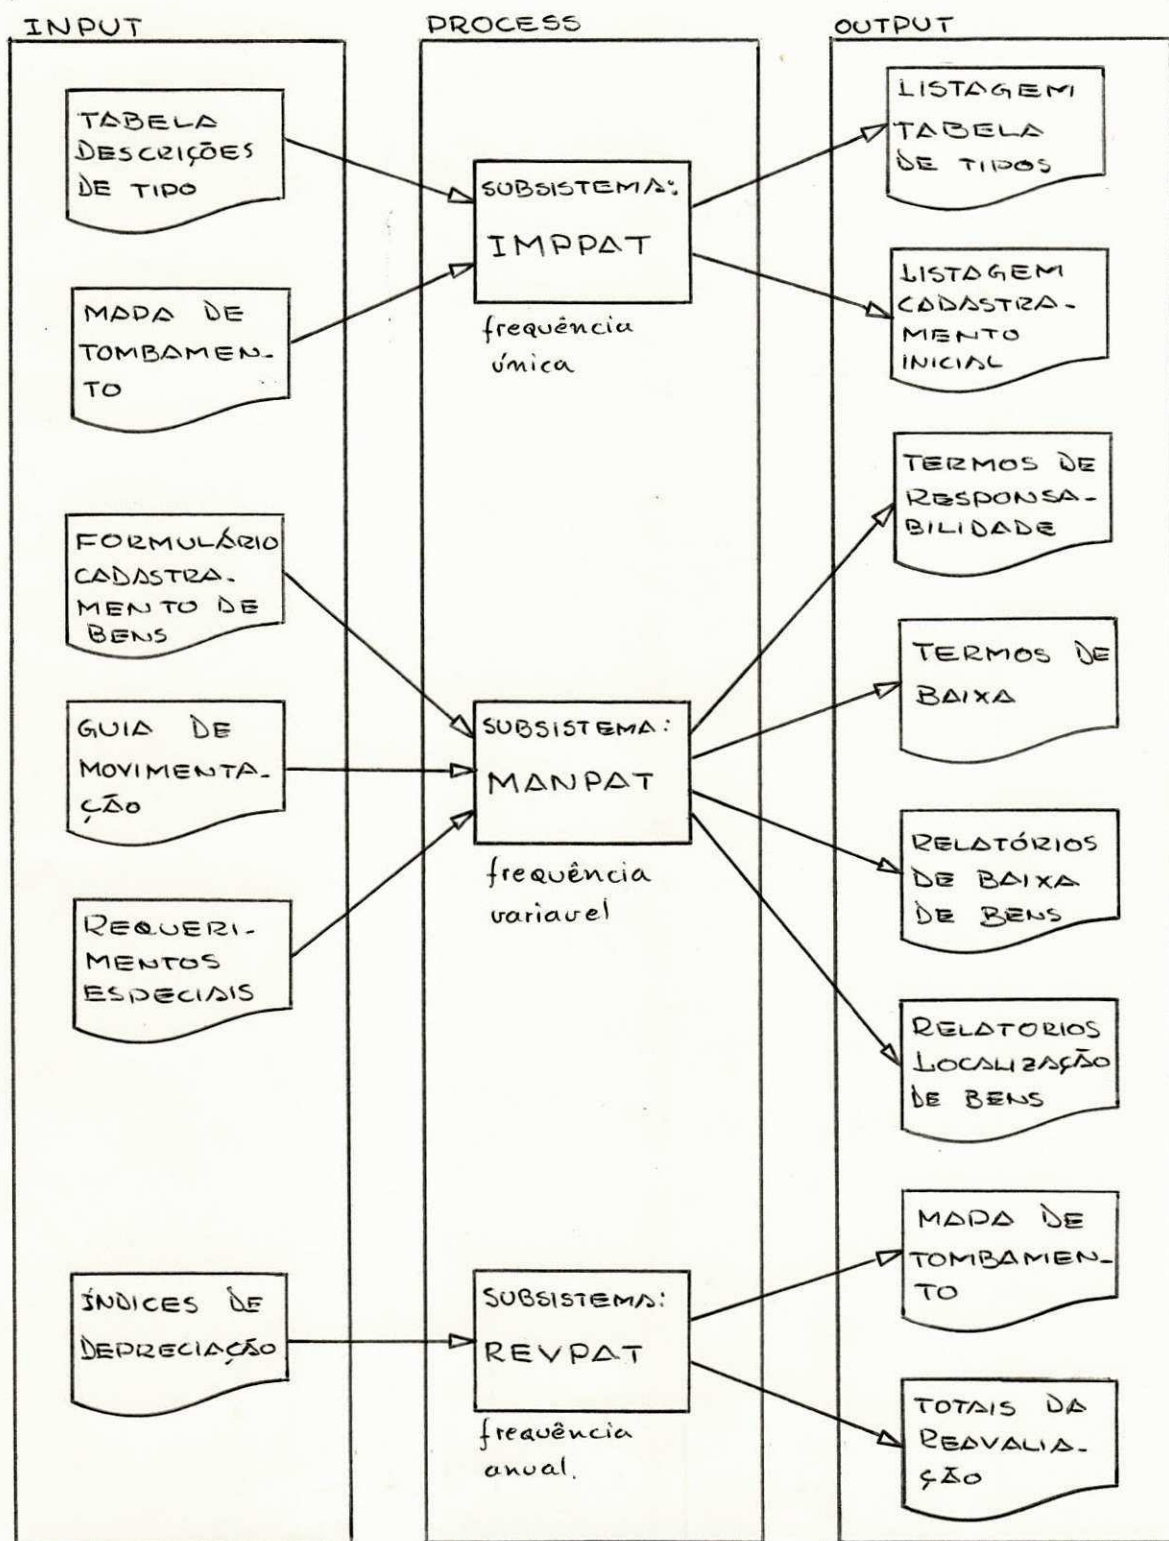 INPUT
PROCESS
OUTPUT
TABELA
DESCRIÇÕES
DE TIPO
MAPA DE
TOMBAMEN-
TO
FORMULÁRIO
CADASTRA-
MENTO DE
BENS
GUIA DE
MOVIMENTA-
ÇÃO
REQUERI-
MENTOS
ESPECIAIS
ÍNDICES DE
DEPRECIAÇÃO
SUBSISTEMA:
IMPPAT
frequência
única
SUBSISTEMA:
MANPAT
frequência
variavel
SUBSISTEMA:
REVPAT
frequência
anual.
LISTAGEM
TABELA
DE TIPOS
LISTAGEM
CADASTRA-
MENTO
INICIAL
TERMOS DE
RESPONSA-
BILIDADE
TERMOS DE
BAIXA
RELATÓRIOS
DE BAIXA
DE BENS
RELATORIOS
LOCALIZAÇÃO
DE BENS
MAPA DE
TOMBAMEN-
TO
TOTAIS DA
REAVALIA-
ÇÃO